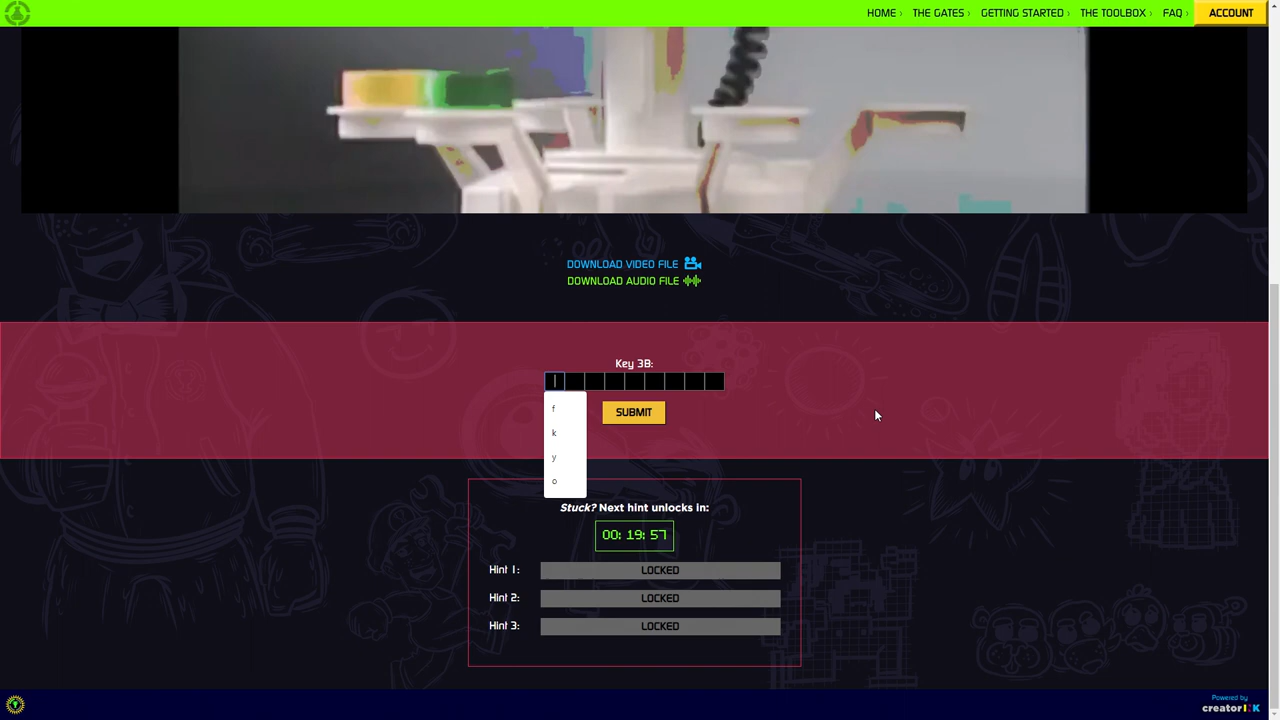 HOME › THE GATES › GETTING STARTED › THE TOOLBOX › FAQ › ACCOUNT
DOWNLOAD VIDEO FILE
DOWNLOAD AUDIO FILE
Key 3B:
f
SUBMIT
k
y
o
Stuck? Next hint unlocks in:
00: 19: 57
Hint 1: LOCKED
Hint 2: LOCKED
Hint 3: LOCKED
Powered by
creatorINK